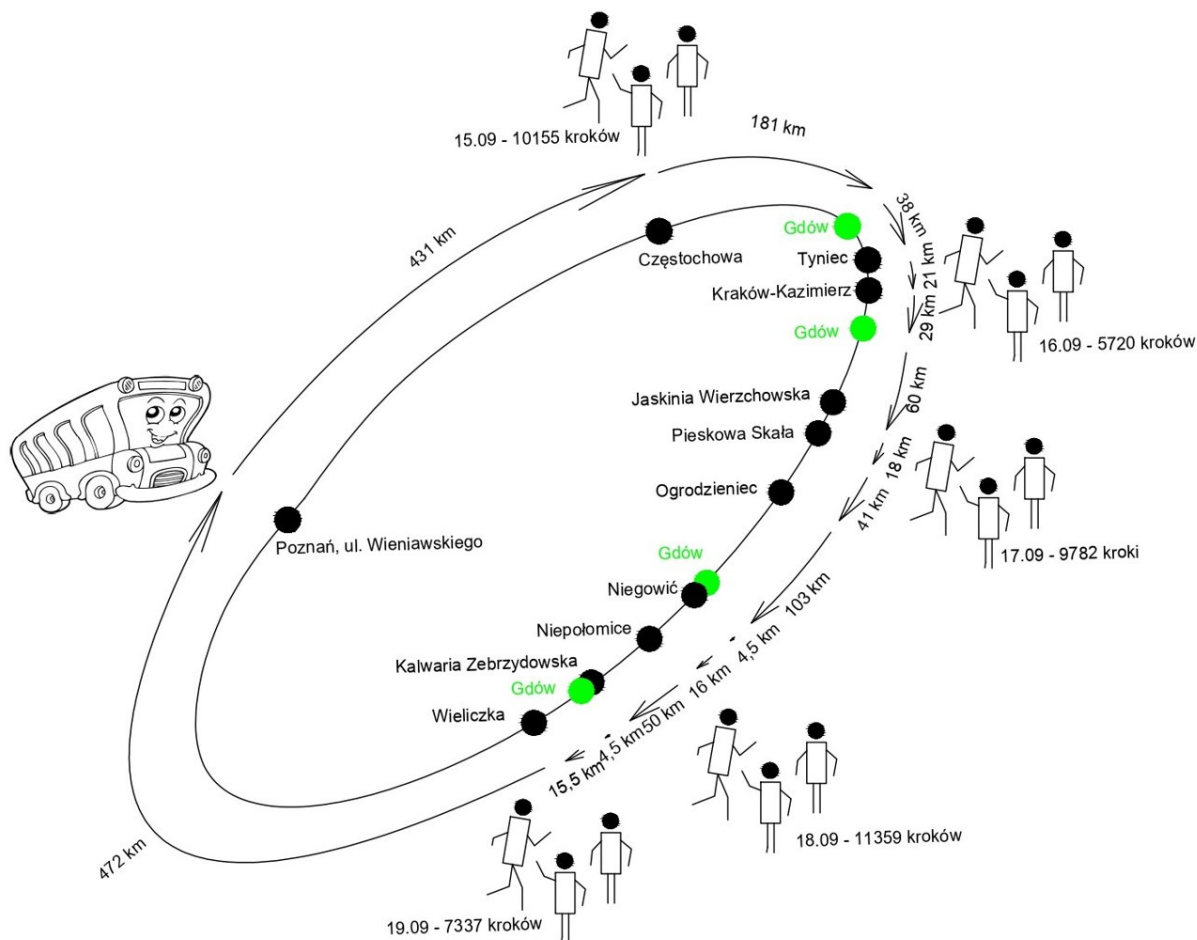 15.09 - 10155 kroków
181 km
38 km
431 km
Gdów
Częstochowa
Tyniec
21 km
Kraków-Kazimierz
29 km
Gdów
16.09 - 5720 kroków
60 km
Jaskinia Wierzchowska
Pieskowa Skała
18 km
Ogrodzieniec
41 km
Poznań, ul. Wieniawskiego
17.09 - 9782 kroki
Gdów
Niegowić
103 km
Niepołomice
4,5 km
Kalwaria Zebrzydowska
16 km
Gdów
50 km
Wieliczka
4,5 km
15,5 km
18.09 - 11359 kroków
472 km
19.09 - 7337 kroków